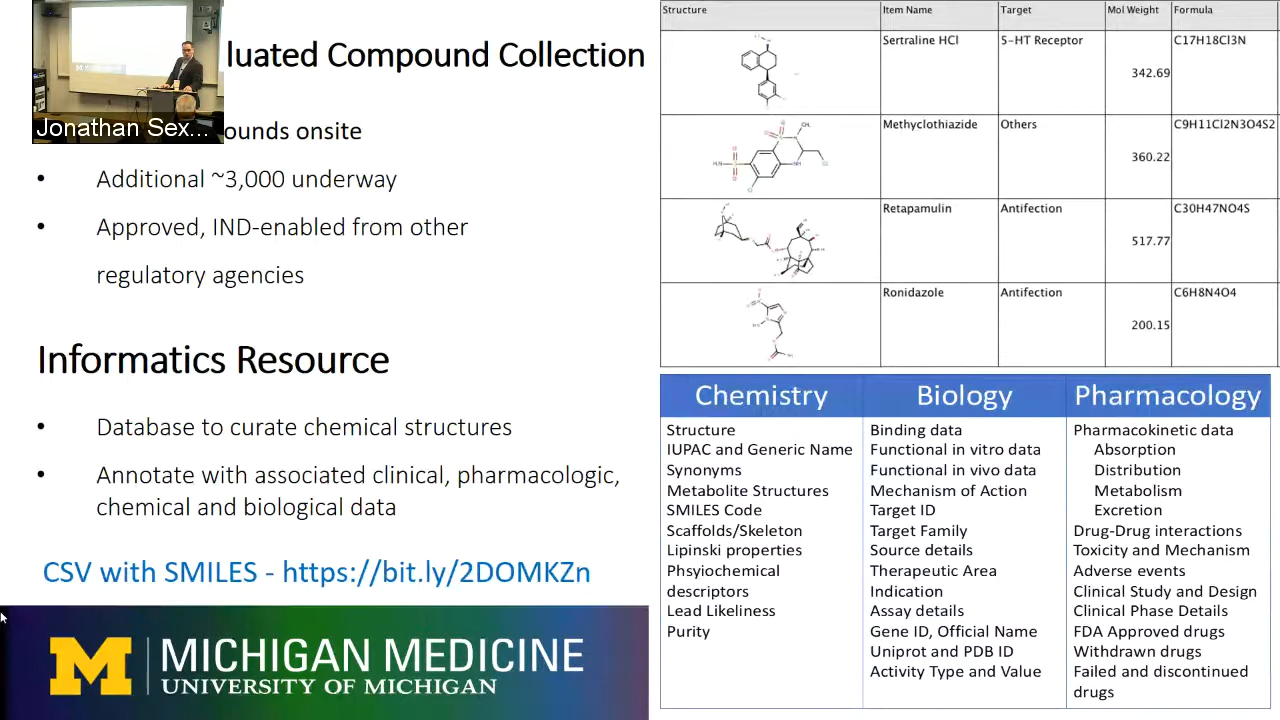 luated Compound Collection
Jonathan Sex...
ounds onsite
• Additional ~3,000 underway
• Approved, IND-enabled from other
regulatory agencies
Informatics Resource
• Database to curate chemical structures
• Annotate with associated clinical, pharmacologic,
chemical and biological data
CSV with SMILES - https://bit.ly/2DOMKZn
M MICHIGAN MEDICINE
UNIVERSITY OF MICHIGAN
Structure Item Name Target Mol Weight Formula
Sertraline HCl 5-HT Receptor 342.69 C17H18Cl3N
Methyclothiazide Others 360.22 C9H11Cl2N3O4S2
Retapamulin Antifection 517.77 C30H47NO4S
Ronidazole Antifection 200.15 C6H8N4O4
Chemistry
Structure
IUPAC and Generic Name
Synonyms
Metabolite Structures
SMILES Code
Scaffolds/Skeleton
Lipinski properties
Phsyiochemical
descriptors
Lead Likeliness
Purity
Biology
Binding data
Functional in vitro data
Functional in vivo data
Mechanism of Action
Target ID
Target Family
Source details
Therapeutic Area
Indication
Assay details
Gene ID, Official Name
Uniprot and PDB ID
Activity Type and Value
Pharmacology
Pharmacokinetic data
Absorption
Distribution
Metabolism
Excretion
Drug-Drug interactions
Toxicity and Mechanism
Adverse events
Clinical Study and Design
Clinical Phase Details
FDA Approved drugs
Withdrawn drugs
Failed and discontinued
drugs